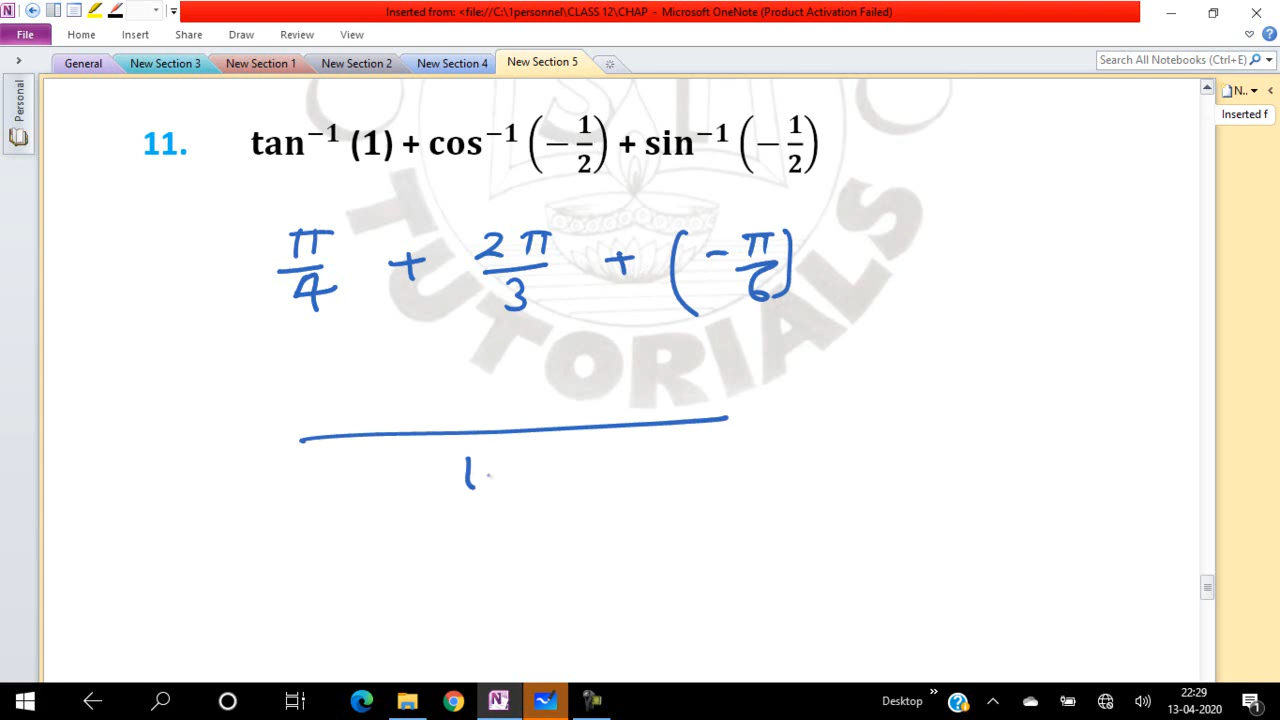 Inserted from: <file://C:\1personnel\CLASS 12\CHAP - Microsoft OneNote (Product Activation Failed)
File Home Insert Share Draw Review View
General New Section 3 New Section 1 New Section 2 New Section 4 New Section 5 Search All Notebooks (Ctrl+E)
Personal
N..
Inserted f
11. tan⁻¹ (1) + cos⁻¹ (−1/2) + sin⁻¹ (−1/2)
π/4 + 2π/3 + (−π/6)
1
TUTORIALS
Desktop
22:29
13-04-2020